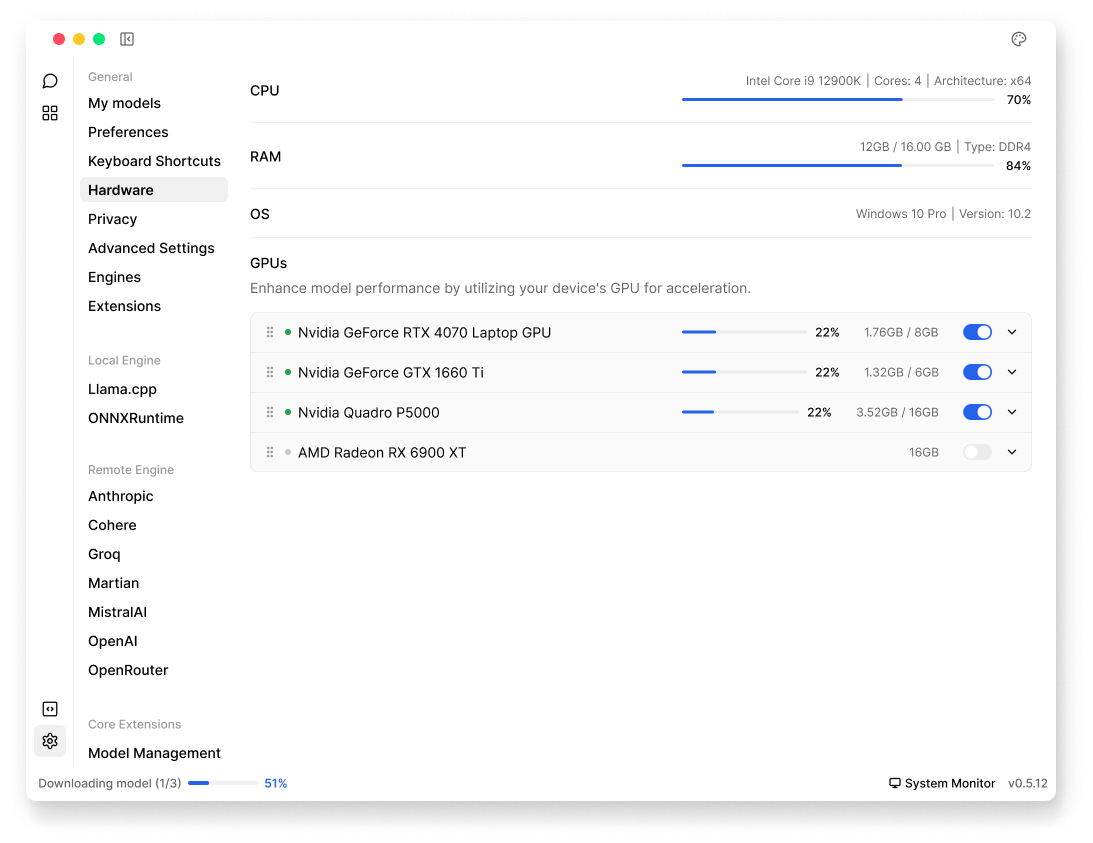 General
My models
Preferences
Keyboard Shortcuts
Hardware
Privacy
Advanced Settings
Engines
Extensions
Local Engine
Llama.cpp
ONNXRuntime
Remote Engine
Anthropic
Cohere
Groq
Martian
MistralAI
OpenAI
OpenRouter
Core Extensions
Model Management
CPU
Intel Core i9 12900K | Cores: 4 | Architecture: x64
70%
RAM
12GB / 16.00 GB | Type: DDR4
84%
OS
Windows 10 Pro | Version: 10.2
GPUs
Enhance model performance by utilizing your device's GPU for acceleration.
Nvidia GeForce RTX 4070 Laptop GPU 22% 1.76GB / 8GB
Nvidia GeForce GTX 1660 Ti 22% 1.32GB / 6GB
Nvidia Quadro P5000 22% 3.52GB / 16GB
AMD Radeon RX 6900 XT 16GB
Downloading model (1/3) 51%
System Monitor v0.5.12